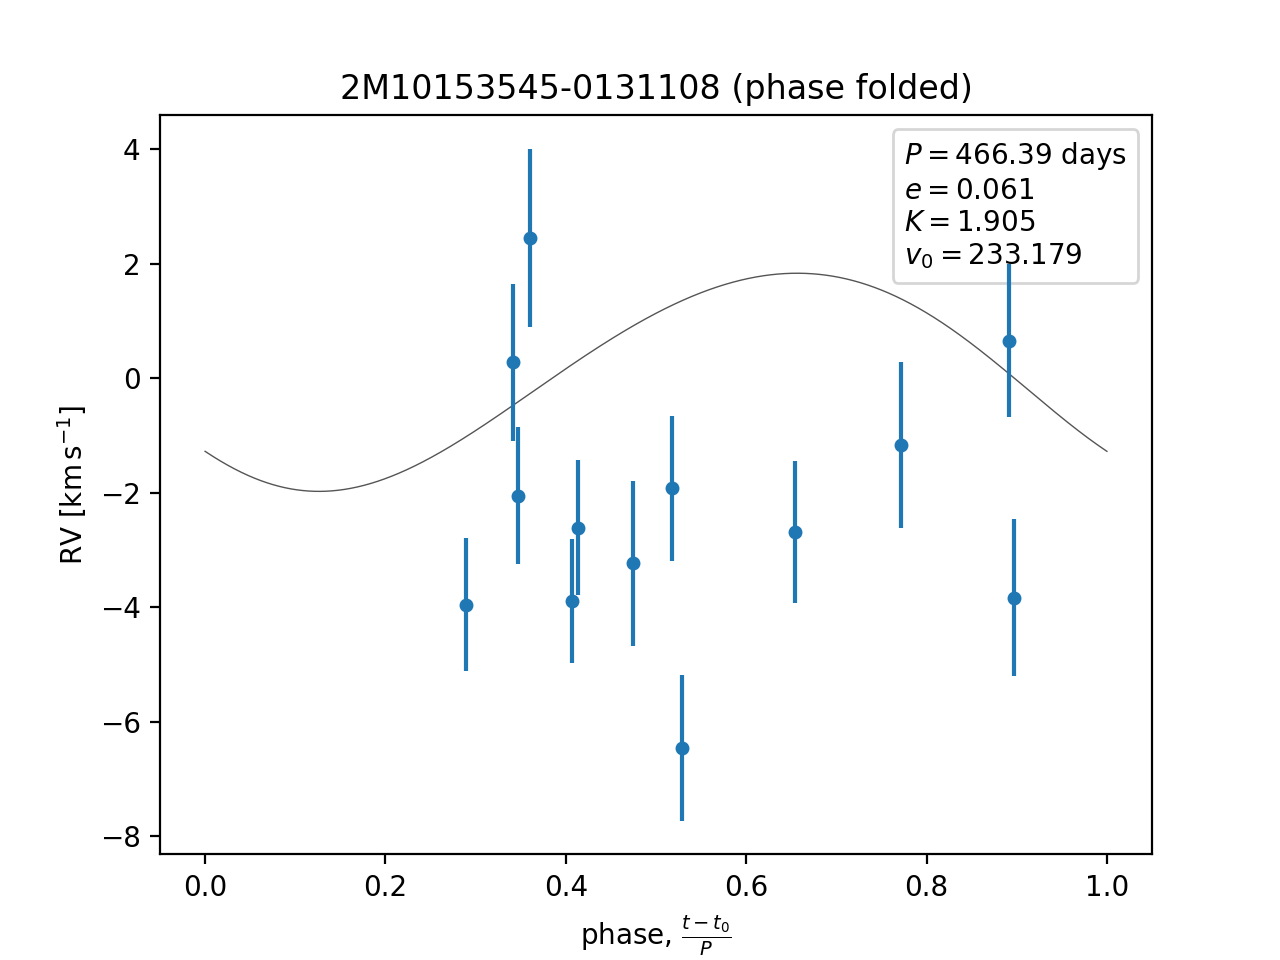 2M10153545-0131108 (phase folded)
P = 466.39 days
e = 0.061
K = 1.905
v₀ = 233.179
RV [km s⁻¹]
4
2
0
−2
−4
−6
−8
0.0 0.2 0.4 0.6 0.8 1.0
phase, (t − t₀)/P